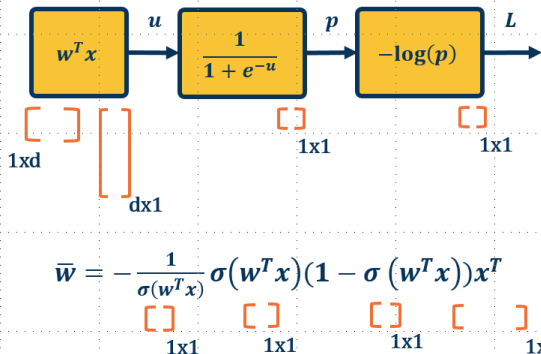 u p L
wᵀx 1/(1 + e⁻ᵘ) −log(p)
1xd 1x1 1x1
dx1
w̅ = − 1/σ(wᵀx) σ(wᵀx)(1 − σ (wᵀx))xᵀ
1x1 1x1 1x1